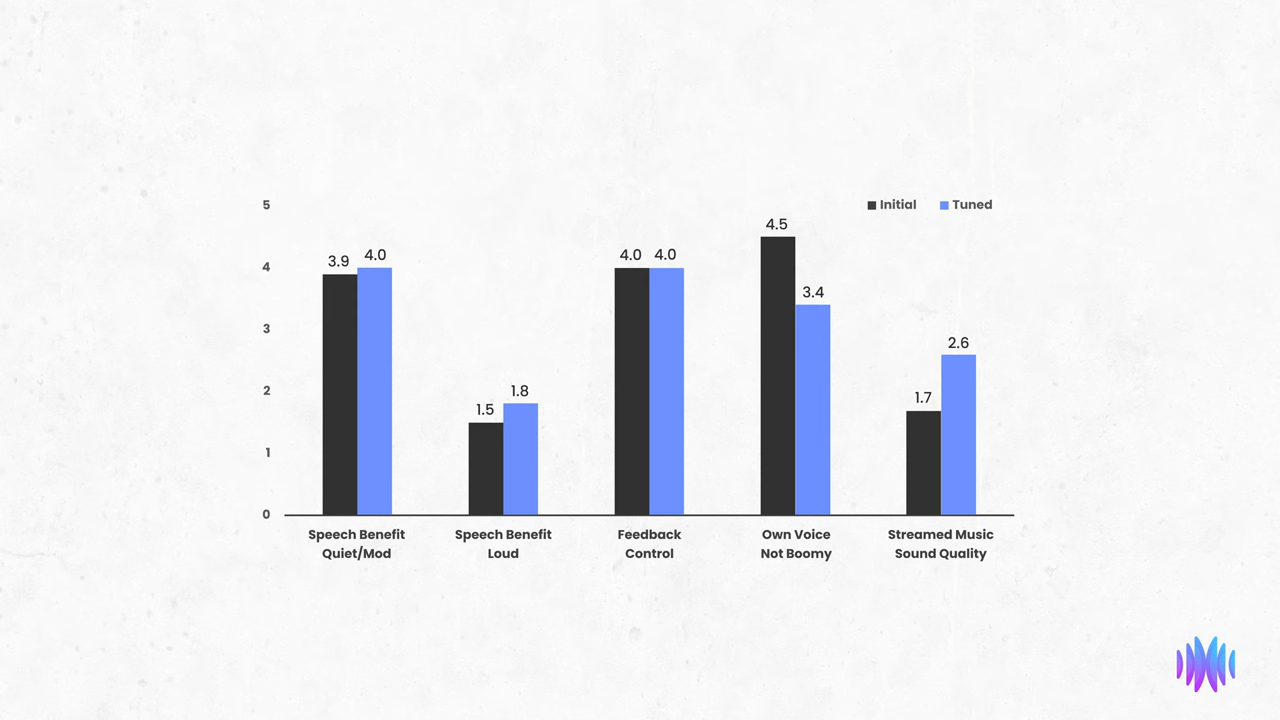 Initial
Tuned
5
4
3
2
1
0
3.9
4.0
1.5
1.8
4.0
4.0
4.5
3.4
1.7
2.6
Speech Benefit
Quiet/Mod
Speech Benefit
Loud
Feedback
Control
Own Voice
Not Boomy
Streamed Music
Sound Quality